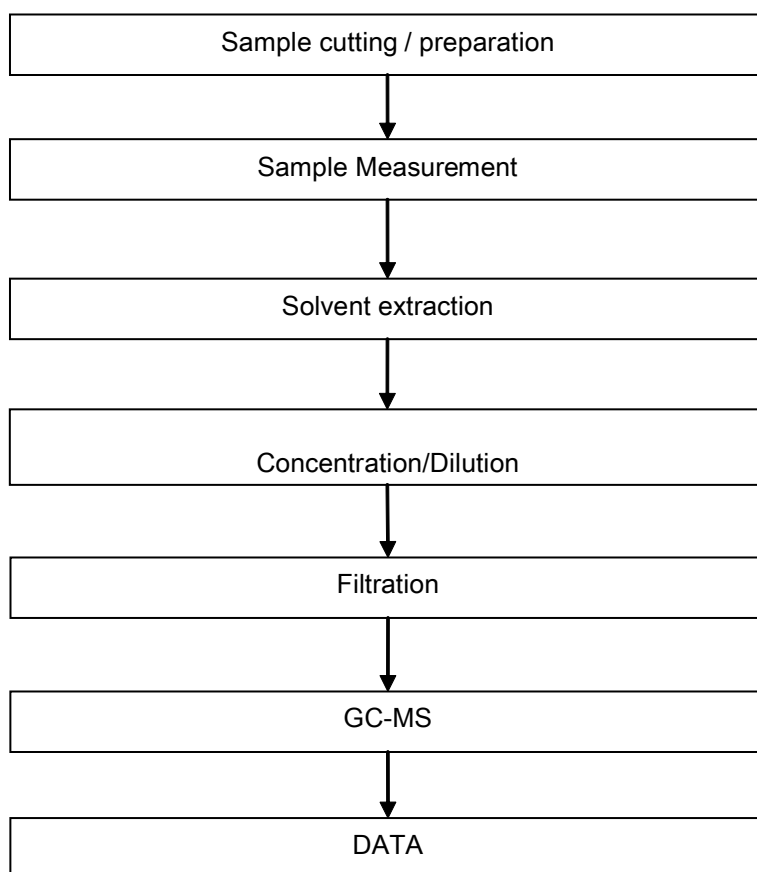 Sample cutting / preparation
Sample Measurement
Solvent extraction
Concentration/Dilution
Filtration
GC-MS
DATA